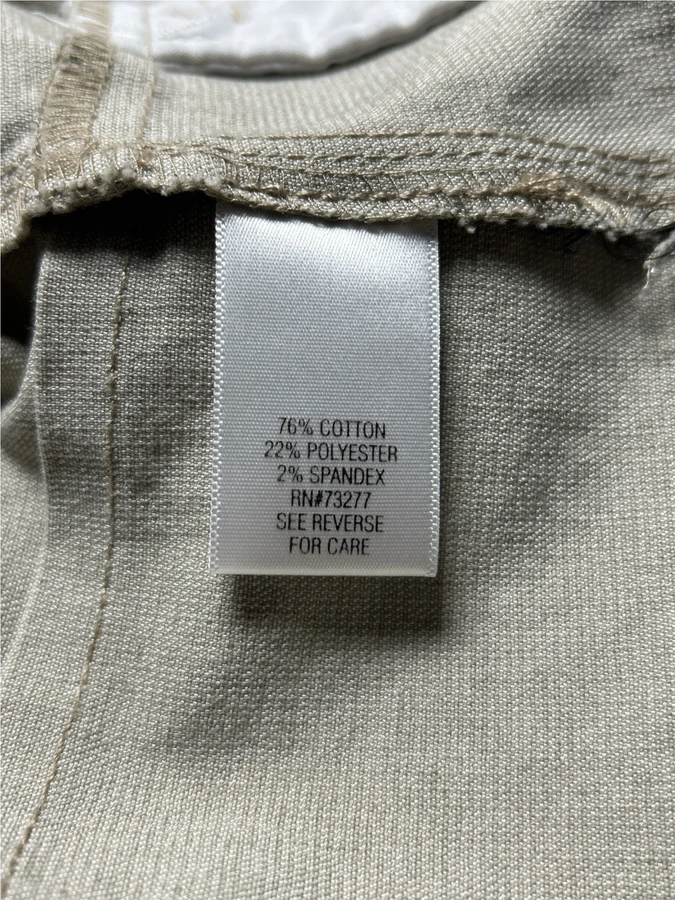 76% COTTON
22% POLYESTER
2% SPANDEX
RN#73277
SEE REVERSE
FOR CARE